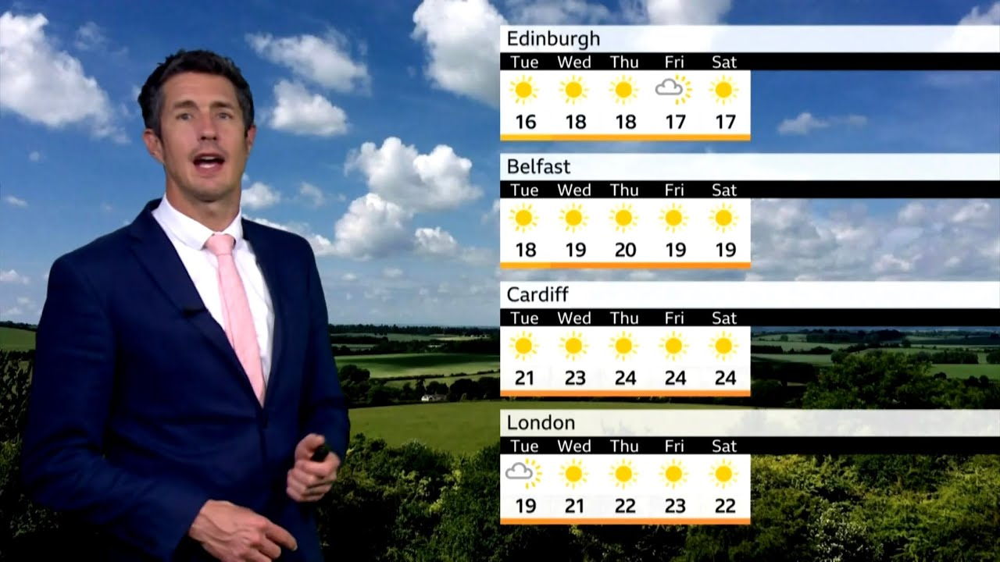 Edinburgh
Tue Wed Thu Fri Sat
16 18 18 17 17
Belfast
Tue Wed Thu Fri Sat
18 19 20 19 19
Cardiff
Tue Wed Thu Fri Sat
21 23 24 24 24
London
Tue Wed Thu Fri Sat
19 21 22 23 22